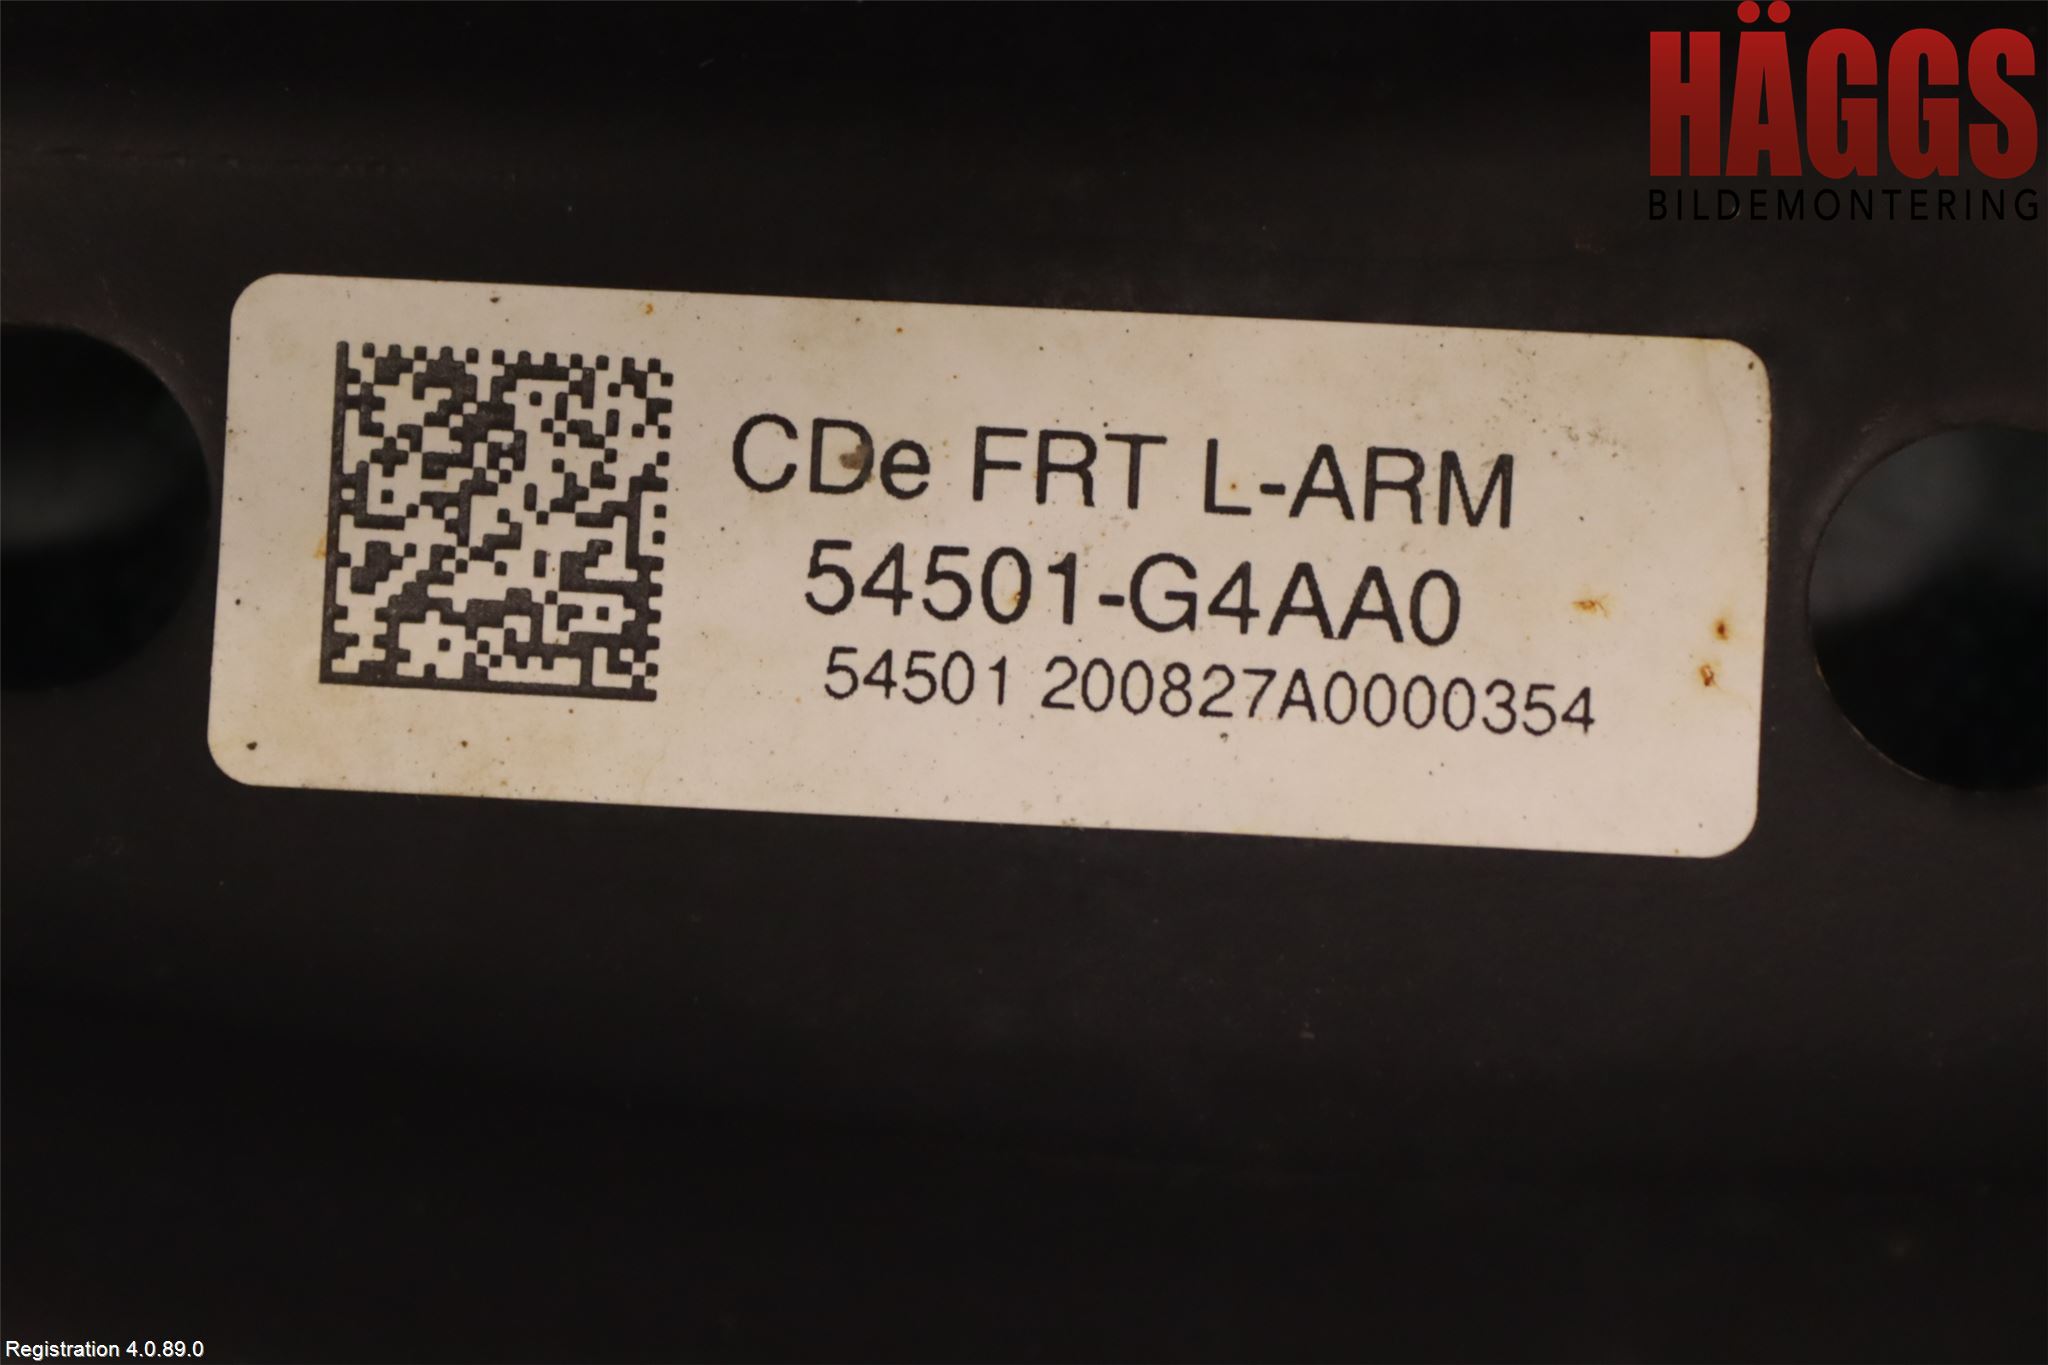 HÄGGS
BILDEMONTERING
CDe FRT L-ARM
54501-G4AA0
54501 200827A0000354
Registration 4.0.89.0